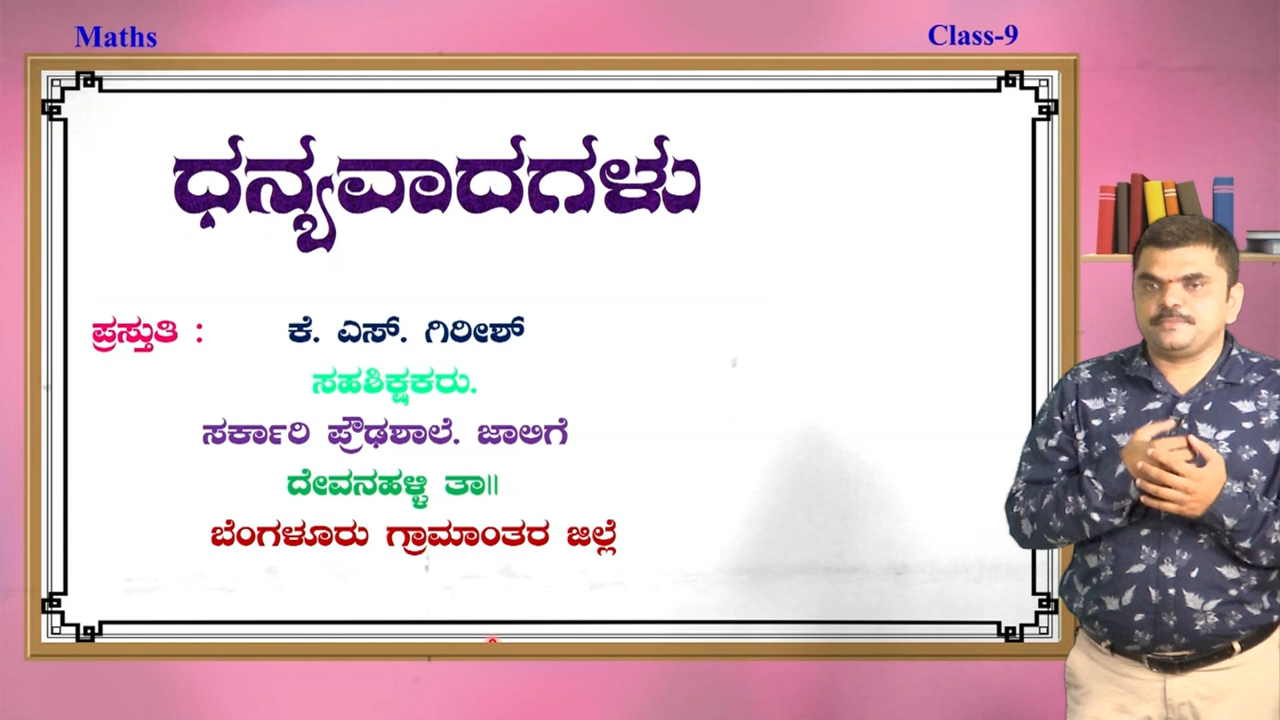 Maths Class-9
ಧನ್ಯವಾದಗಳು
ಪ್ರಸ್ತುತಿ : ಕೆ. ಎಸ್. ಗಿರೀಶ್
ಸಹಶಿಕ್ಷಕರು.
ಸರ್ಕಾರಿ ಪ್ರೌಢಶಾಲೆ. ಜಾಲಿಗೆ
ದೇವನಹಳ್ಳಿ ತಾ॥
ಬೆಂಗಳೂರು ಗ್ರಾಮಾಂತರ ಜಿಲ್ಲೆ